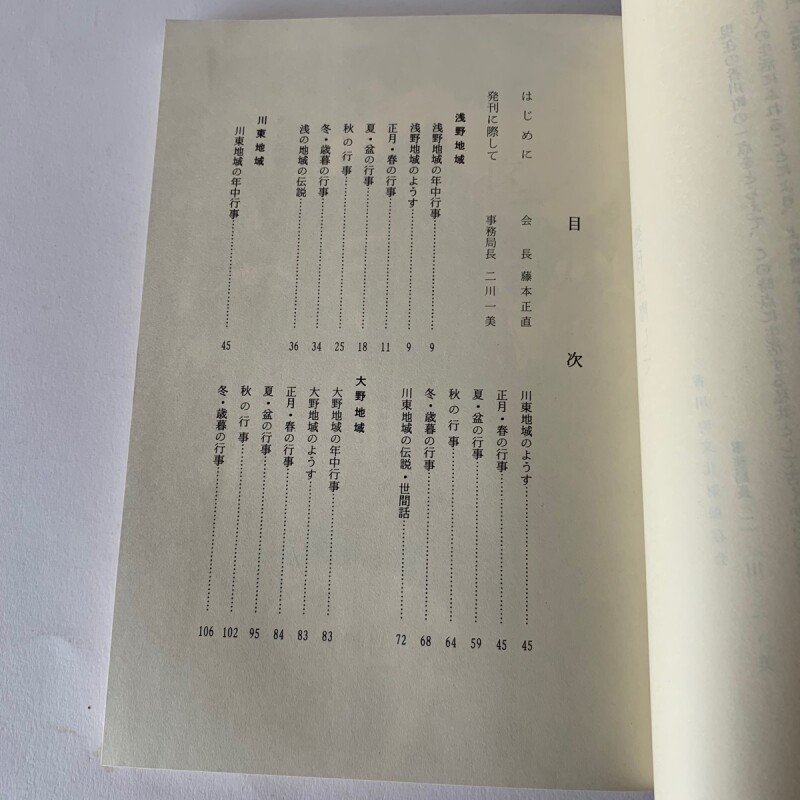 目次
はじめに 会長 藤本正直
発刊に際して 事務局長 二川一美
浅野地域
浅野地域の年中行事…………9
浅野地域のようす…………9
正月・春の行事…………11
夏・盆の行事…………18
秋の行事…………25
冬・歳暮の行事…………34
浅の地域の伝説…………36
川東地域
川東地域の年中行事…………45
川東地域のようす…………45
正月・春の行事…………45
夏・盆の行事…………59
秋の行事…………64
冬・歳暮の行事…………68
川東地域の伝説・世間話…………72
大野地域
大野地域の年中行事…………83
大野地域のようす…………83
正月・春の行事…………84
夏・盆の行事…………95
秋の行事…………102
冬・歳暮の行事…………106